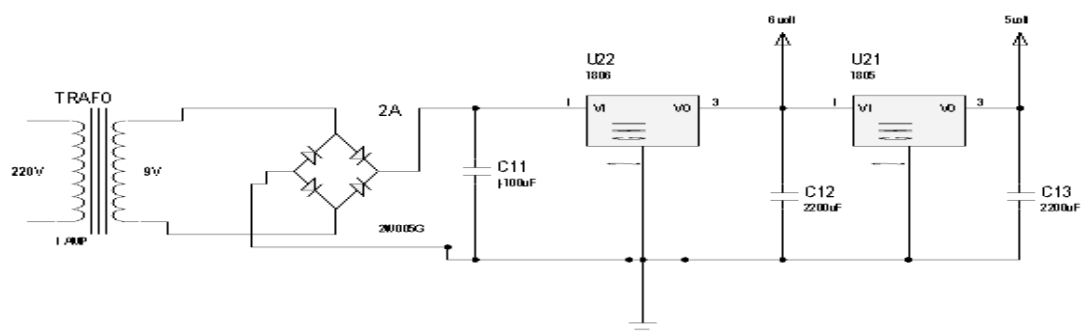 6 volt
5volt
U22
1806
U21
1805
TRAFO
2A
1
VI
VO
3
1
VI
VO
3
220V
9V
C11
C12
2200uF
C13
2200uF
1 AMP
2W005G